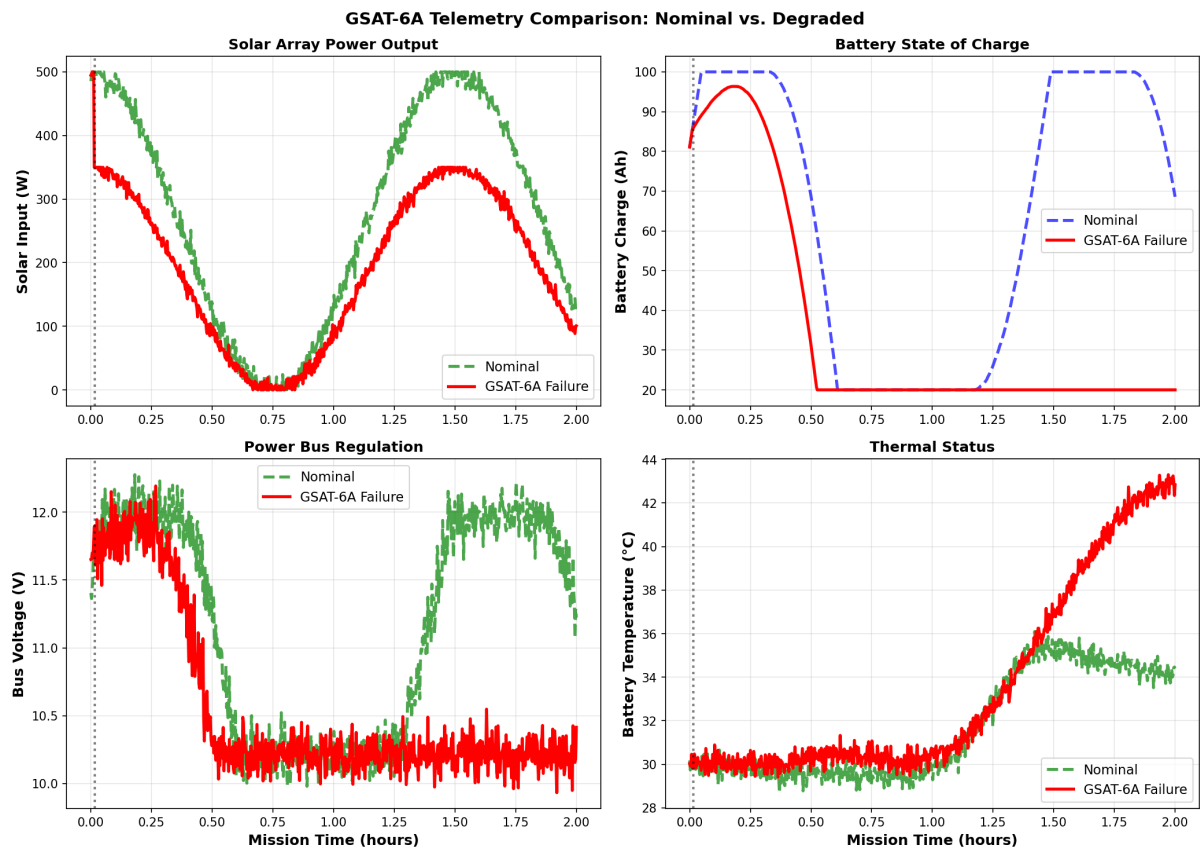 GSAT-6A Telemetry Comparison: Nominal vs. Degraded
Solar Array Power Output
Solar Input (W)
500
400
300
200
100
0
0.00 0.25 0.50 0.75 1.00 1.25 1.50 1.75 2.00
Nominal
GSAT-6A Failure
Battery State of Charge
Battery Charge (Ah)
100
90
80
70
60
50
40
30
20
0.00 0.25 0.50 0.75 1.00 1.25 1.50 1.75 2.00
Nominal
GSAT-6A Failure
Power Bus Regulation
Bus Voltage (V)
12.0
11.5
11.0
10.5
10.0
0.00 0.25 0.50 0.75 1.00 1.25 1.50 1.75 2.00
Mission Time (hours)
Nominal
GSAT-6A Failure
Thermal Status
Battery Temperature (°C)
44
42
40
38
36
34
32
30
28
0.00 0.25 0.50 0.75 1.00 1.25 1.50 1.75 2.00
Mission Time (hours)
Nominal
GSAT-6A Failure